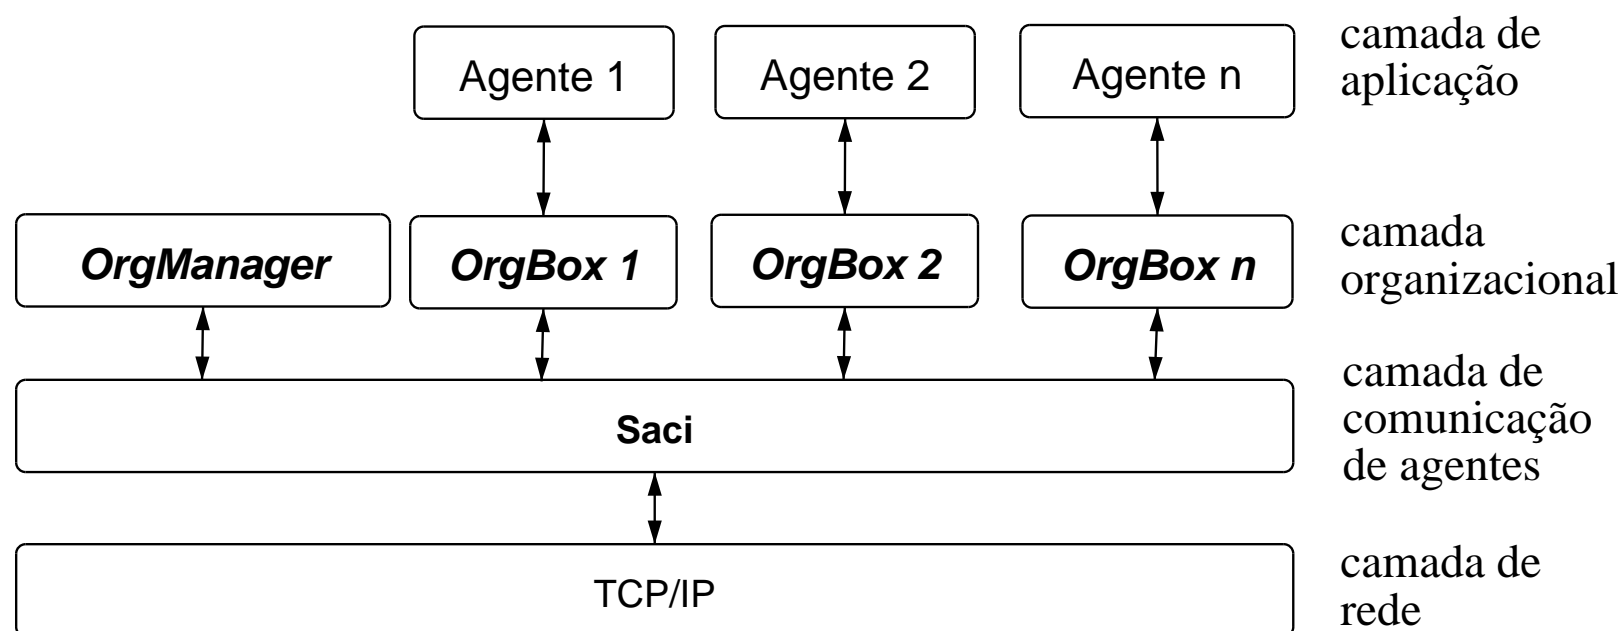 Agente 1
Agente 2
Agente n
camada de
aplicação
OrgManager
OrgBox 1
OrgBox 2
OrgBox n
camada
organizacional
Saci
camada de
comunicação
de agentes
TCP/IP
camada de
rede